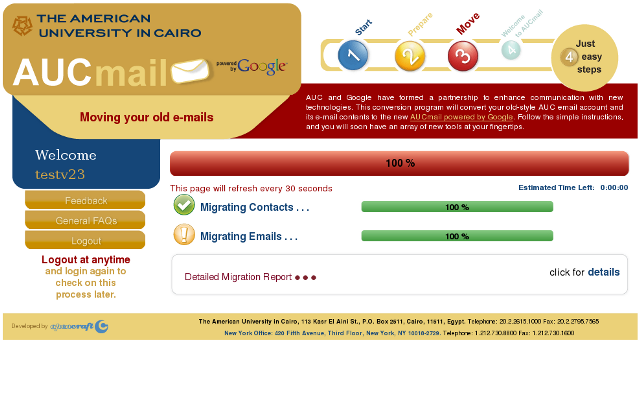 THE AMERICAN
UNIVERSITY IN CAIRO
AUCmail
powered by Google
Start
Prepare
Move
Welcome to AUCmail
1
2
3
4
4
Just
easy
steps
Moving your old e-mails
AUC and Google have formed a partnership to enhance communication with new
technologies. This conversion program will convert your old-style AUC email account and
its e-mail contents to the new AUCmail powered by Google. Follow the simple instructions,
and you will soon have an array of new tools at your fingertips.
Welcome
testv23
100 %
This page will refresh every 30 seconds
Estimated Time Left: 0:00:00
Feedback
General FAQs
Logout
Migrating Contacts . . .
100 %
Migrating Emails . . .
100 %
Logout at anytime
and login again to
check on this
process later.
Detailed Migration Report
click for details
Developed by
The American University in Cairo, 113 Kasr El Aini St., P.O. Box 2511, Cairo, 11511, Egypt. Telephone: 20.2.2615.1000 Fax: 20.2.2795.7565
New York Office: 420 Fifth Avenue, Third Floor, New York, NY 10018-2729. Telephone: 1.212.730.8800 Fax: 1.212.730.1600